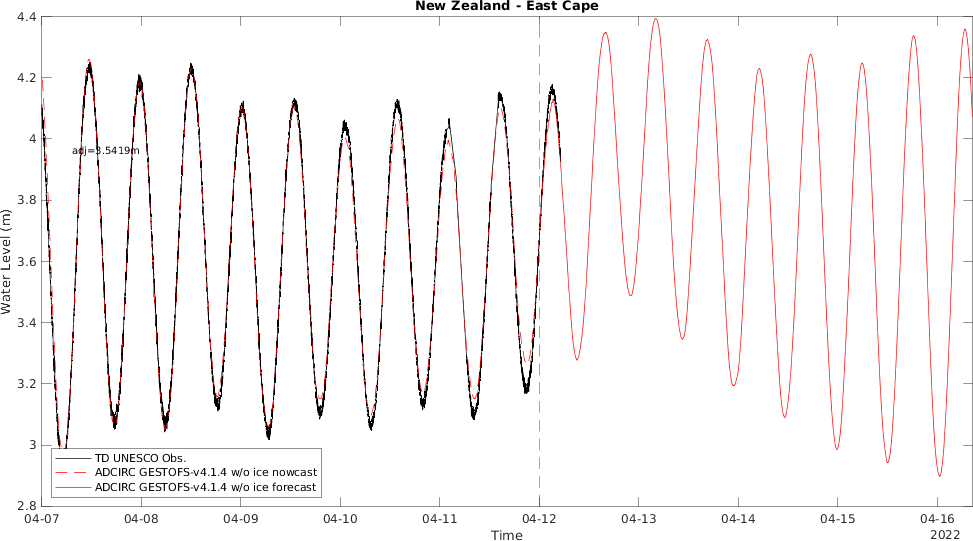 New Zealand - East Cape
4.4
4.2
4
3.8
3.6
3.4
3.2
3
2.8
Water Level (m)
adj=3.5419m
TD UNESCO Obs.
ADCIRC GESTOFS-v4.1.4 w/o ice nowcast
ADCIRC GESTOFS-v4.1.4 w/o ice forecast
04-07 04-08 04-09 04-10 04-11 04-12 04-13 04-14 04-15 04-16
Time
2022